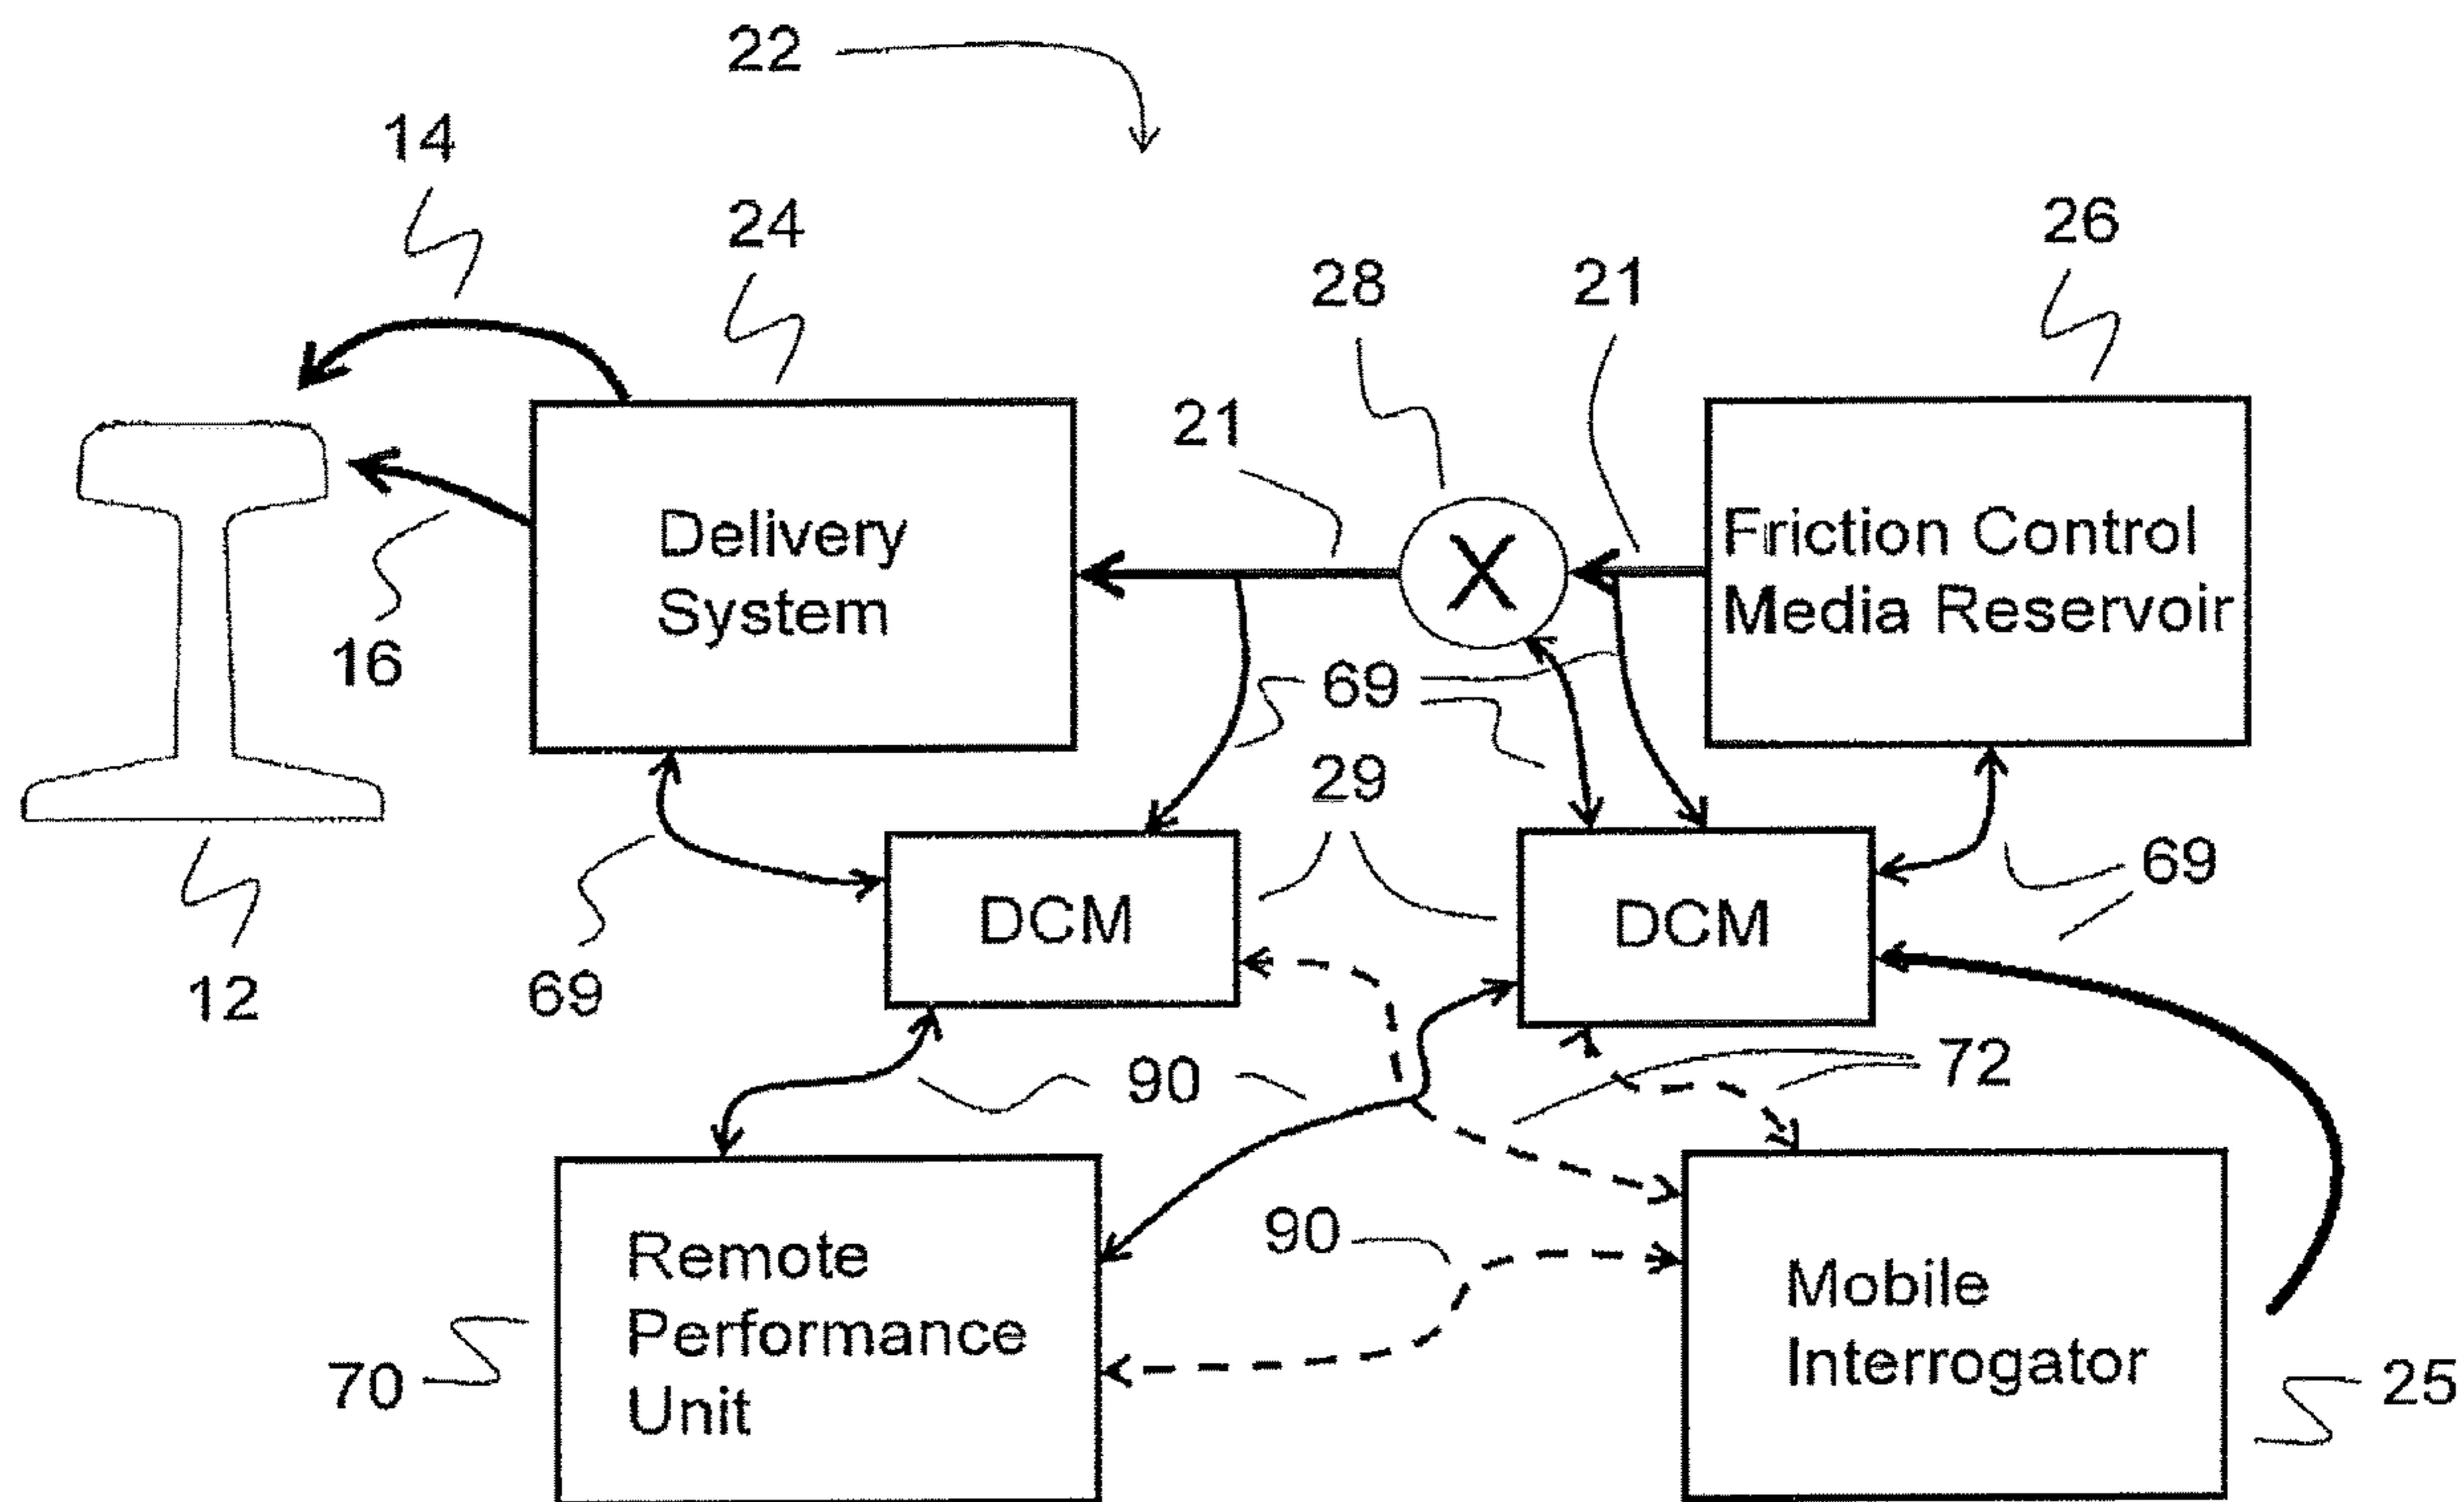 22
14
24
26
28
21
21
Delivery
System
X
Friction Control
Media Reservoir
16
69
29
69
DCM
DCM
12
69
90
72
90
Remote
Performance
Unit
Mobile
Interrogator
70
25